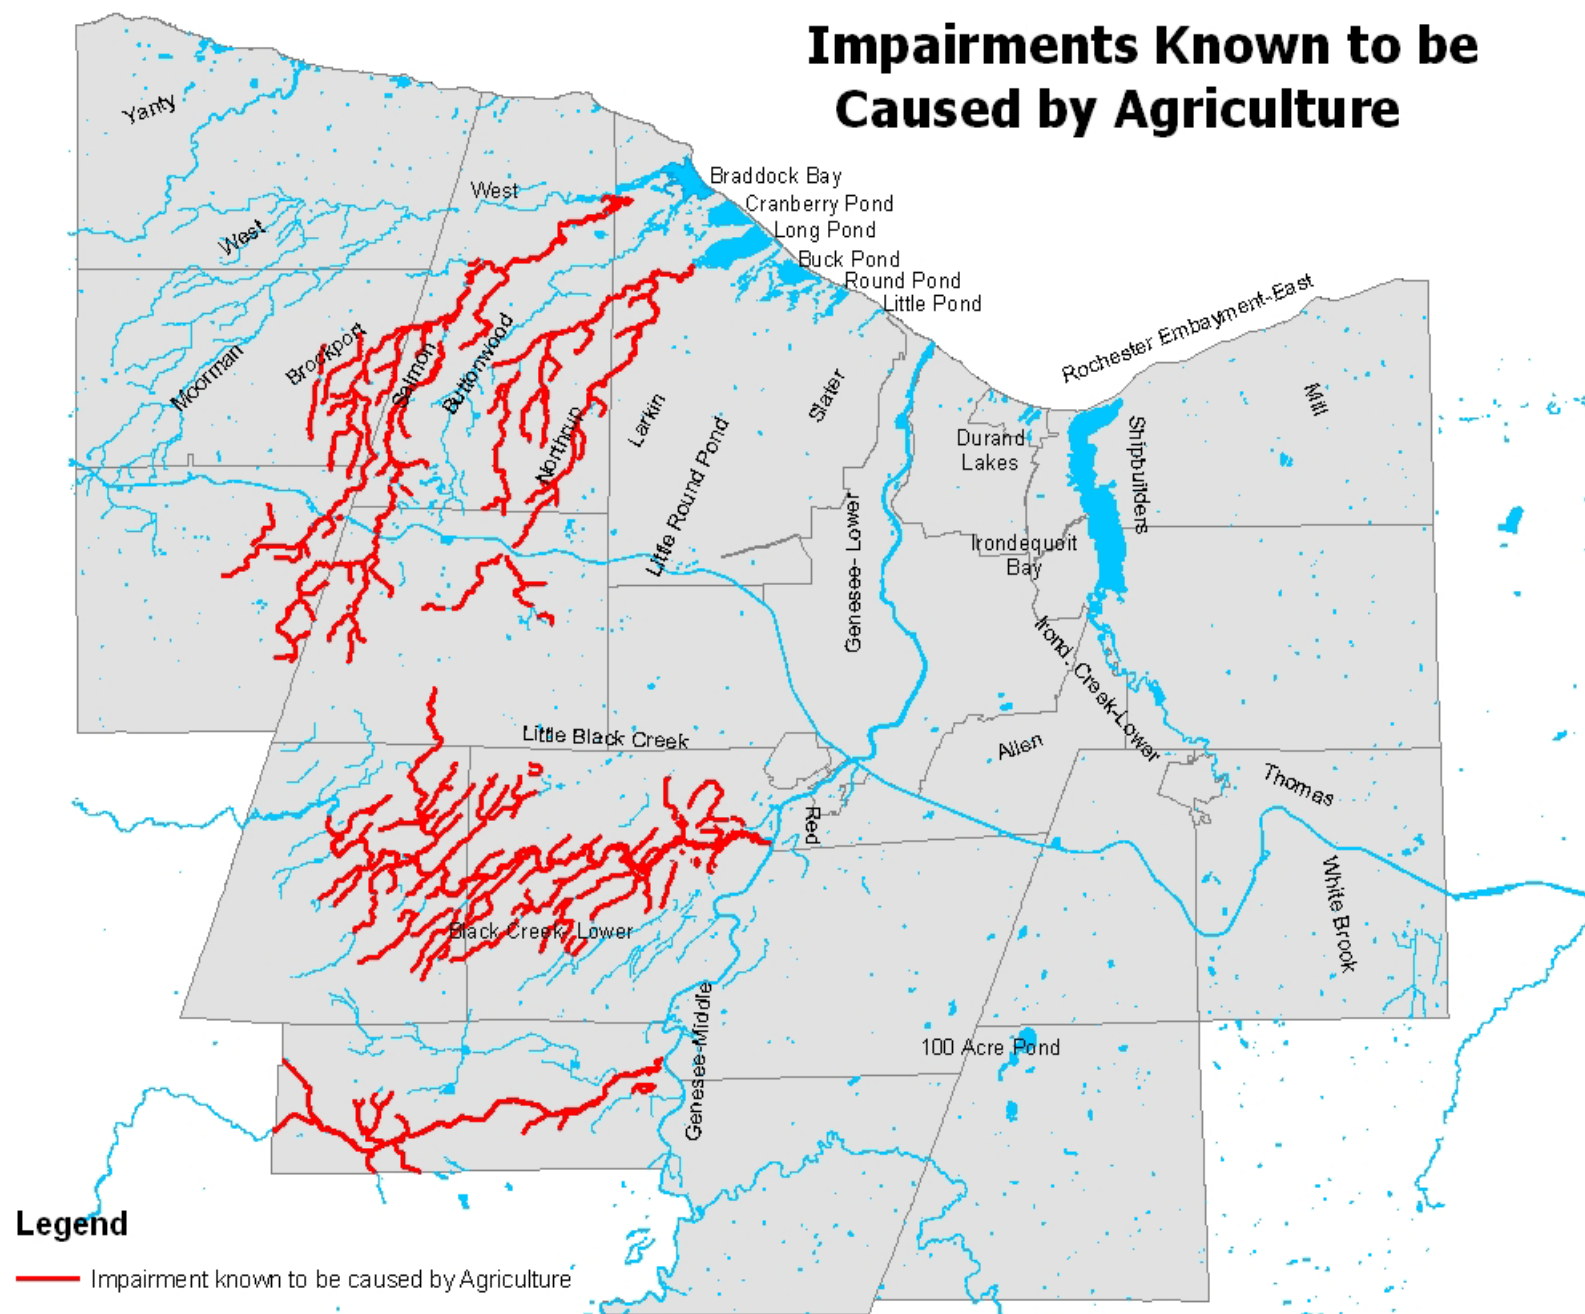 Impairments Known to be
Caused by Agriculture
Yanty
West
West
Braddock Bay
Cranberry Pond
Long Pond
Buck Pond
Round Pond
Little Pond
Rochester Embayment-East
Moorman
Brockport
Salmon
Buttonwood
Northrup
Larkin
Little Round Pond
Slater
Genesee- Lower
Durand
Lakes
Irondequoit
Bay
Shipbuilders
Mill
Irond. Creek-Lower
Allen
Thomas
Little Black Creek
Red
White Brook
Black Creek- Lower
Genesee-Middle
100 Acre Pond
Legend
Impairment known to be caused by Agriculture